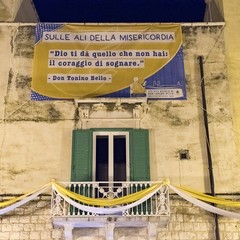 SULLE ALI DELLA MISERICORDIA
"Dio ti dà quello che non hai:
il coraggio di sognare."
- Don Tonino Bello -